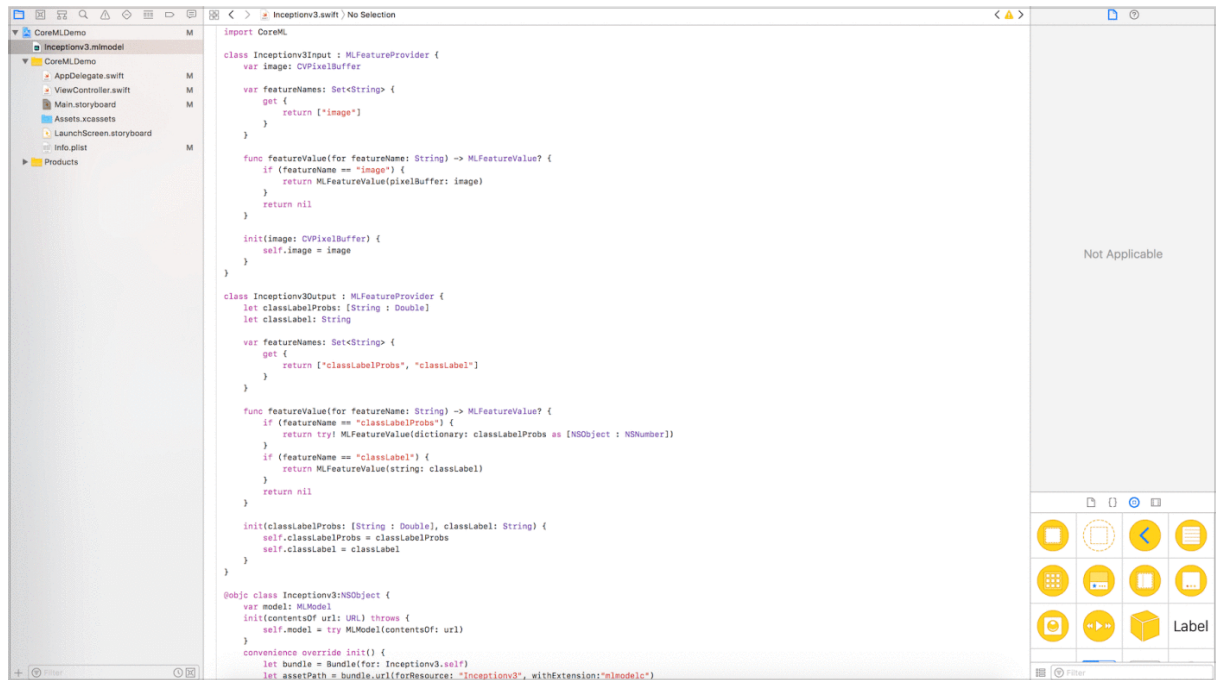 Inceptionv3.swift › No Selection
CoreMLDemo M
Inceptionv3.mlmodel
CoreMLDemo
AppDelegate.swift M
ViewController.swift M
Main.storyboard M
Assets.xcassets
LaunchScreen.storyboard
Info.plist M
Products
Filter
import CoreML
class Inceptionv3Input : MLFeatureProvider {
    var image: CVPixelBuffer
    var featureNames: Set<String> {
        get {
            return ["image"]
        }
    }
    func featureValue(for featureName: String) -> MLFeatureValue? {
        if (featureName == "image") {
            return MLFeatureValue(pixelBuffer: image)
        }
        return nil
    }
    init(image: CVPixelBuffer) {
        self.image = image
    }
}
class Inceptionv3Output : MLFeatureProvider {
    let classLabelProbs: [String : Double]
    let classLabel: String
    var featureNames: Set<String> {
        get {
            return ["classLabelProbs", "classLabel"]
        }
    }
    func featureValue(for featureName: String) -> MLFeatureValue? {
        if (featureName == "classLabelProbs") {
            return try! MLFeatureValue(dictionary: classLabelProbs as [NSObject : NSNumber])
        }
        if (featureName == "classLabel") {
            return MLFeatureValue(string: classLabel)
        }
        return nil
    }
    init(classLabelProbs: [String : Double], classLabel: String) {
        self.classLabelProbs = classLabelProbs
        self.classLabel = classLabel
    }
}
@objc class Inceptionv3:NSObject {
    var model: MLModel
    init(contentsOf url: URL) throws {
        self.model = try MLModel(contentsOf: url)
    }
    convenience override init() {
        let bundle = Bundle(for: Inceptionv3.self)
        let assetPath = bundle.url(forResource: "Inceptionv3", withExtension:"mlmodelc")
Not Applicable
{}
Label
Filter